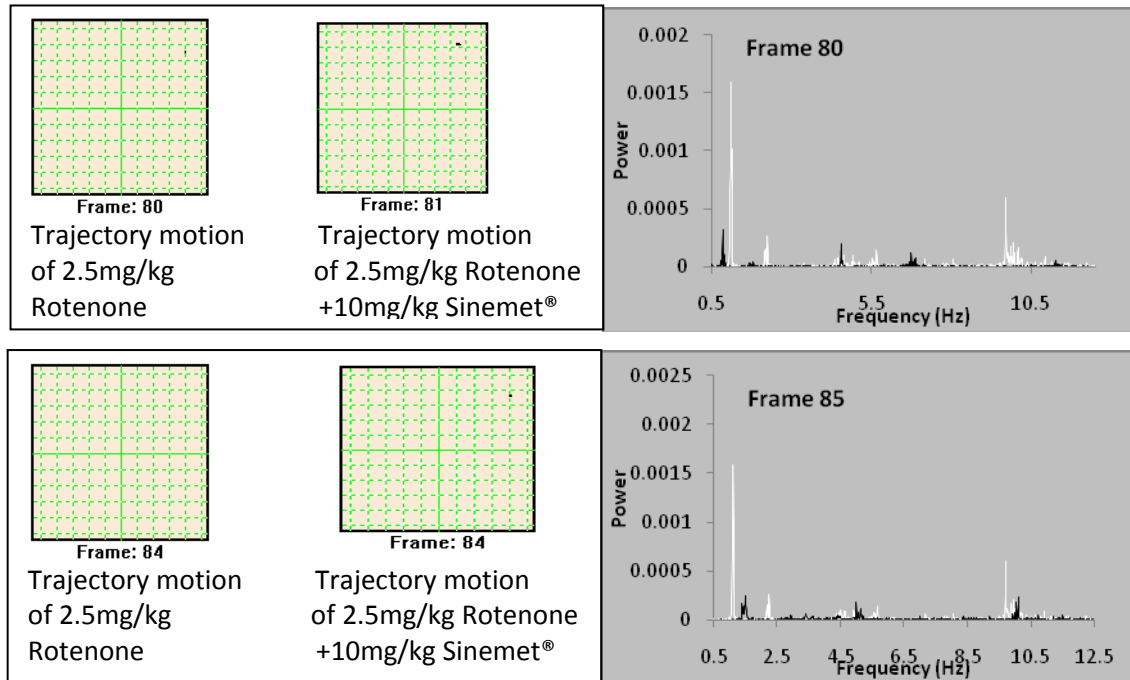 Frame: 80
Trajectory motion
of 2.5mg/kg
Rotenone
Frame: 81
Trajectory motion
of 2.5mg/kg Rotenone
+10mg/kg Sinemet®
Frame 80
Power
0.002
0.0015
0.001
0.0005
0
0.5
5.5
10.5
Frequency (Hz)
Frame: 84
Trajectory motion
of 2.5mg/kg
Rotenone
Frame: 84
Trajectory motion
of 2.5mg/kg Rotenone
+10mg/kg Sinemet®
Frame 85
Power
0.0025
0.002
0.0015
0.001
0.0005
0
0.5 2.5 4.5 6.5 8.5 10.5 12.5
Frequency (Hz)